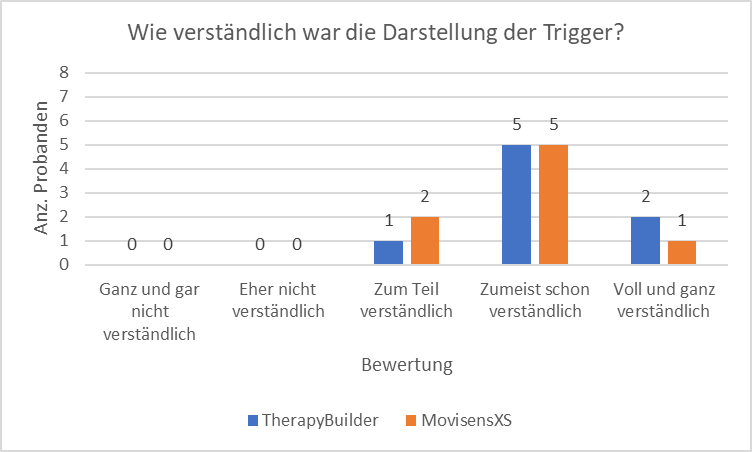 Wie verständlich war die Darstellung der Trigger?
Anz. Probanden
8
7
6
5
4
3
2
1
0
0 0
0 0
1 2
5 5
2 1
Ganz und gar
nicht
verständlich
Eher nicht
verständlich
Zum Teil
verständlich
Zumeist schon
verständlich
Voll und ganz
verständlich
Bewertung
TherapyBuilder MovisensXS